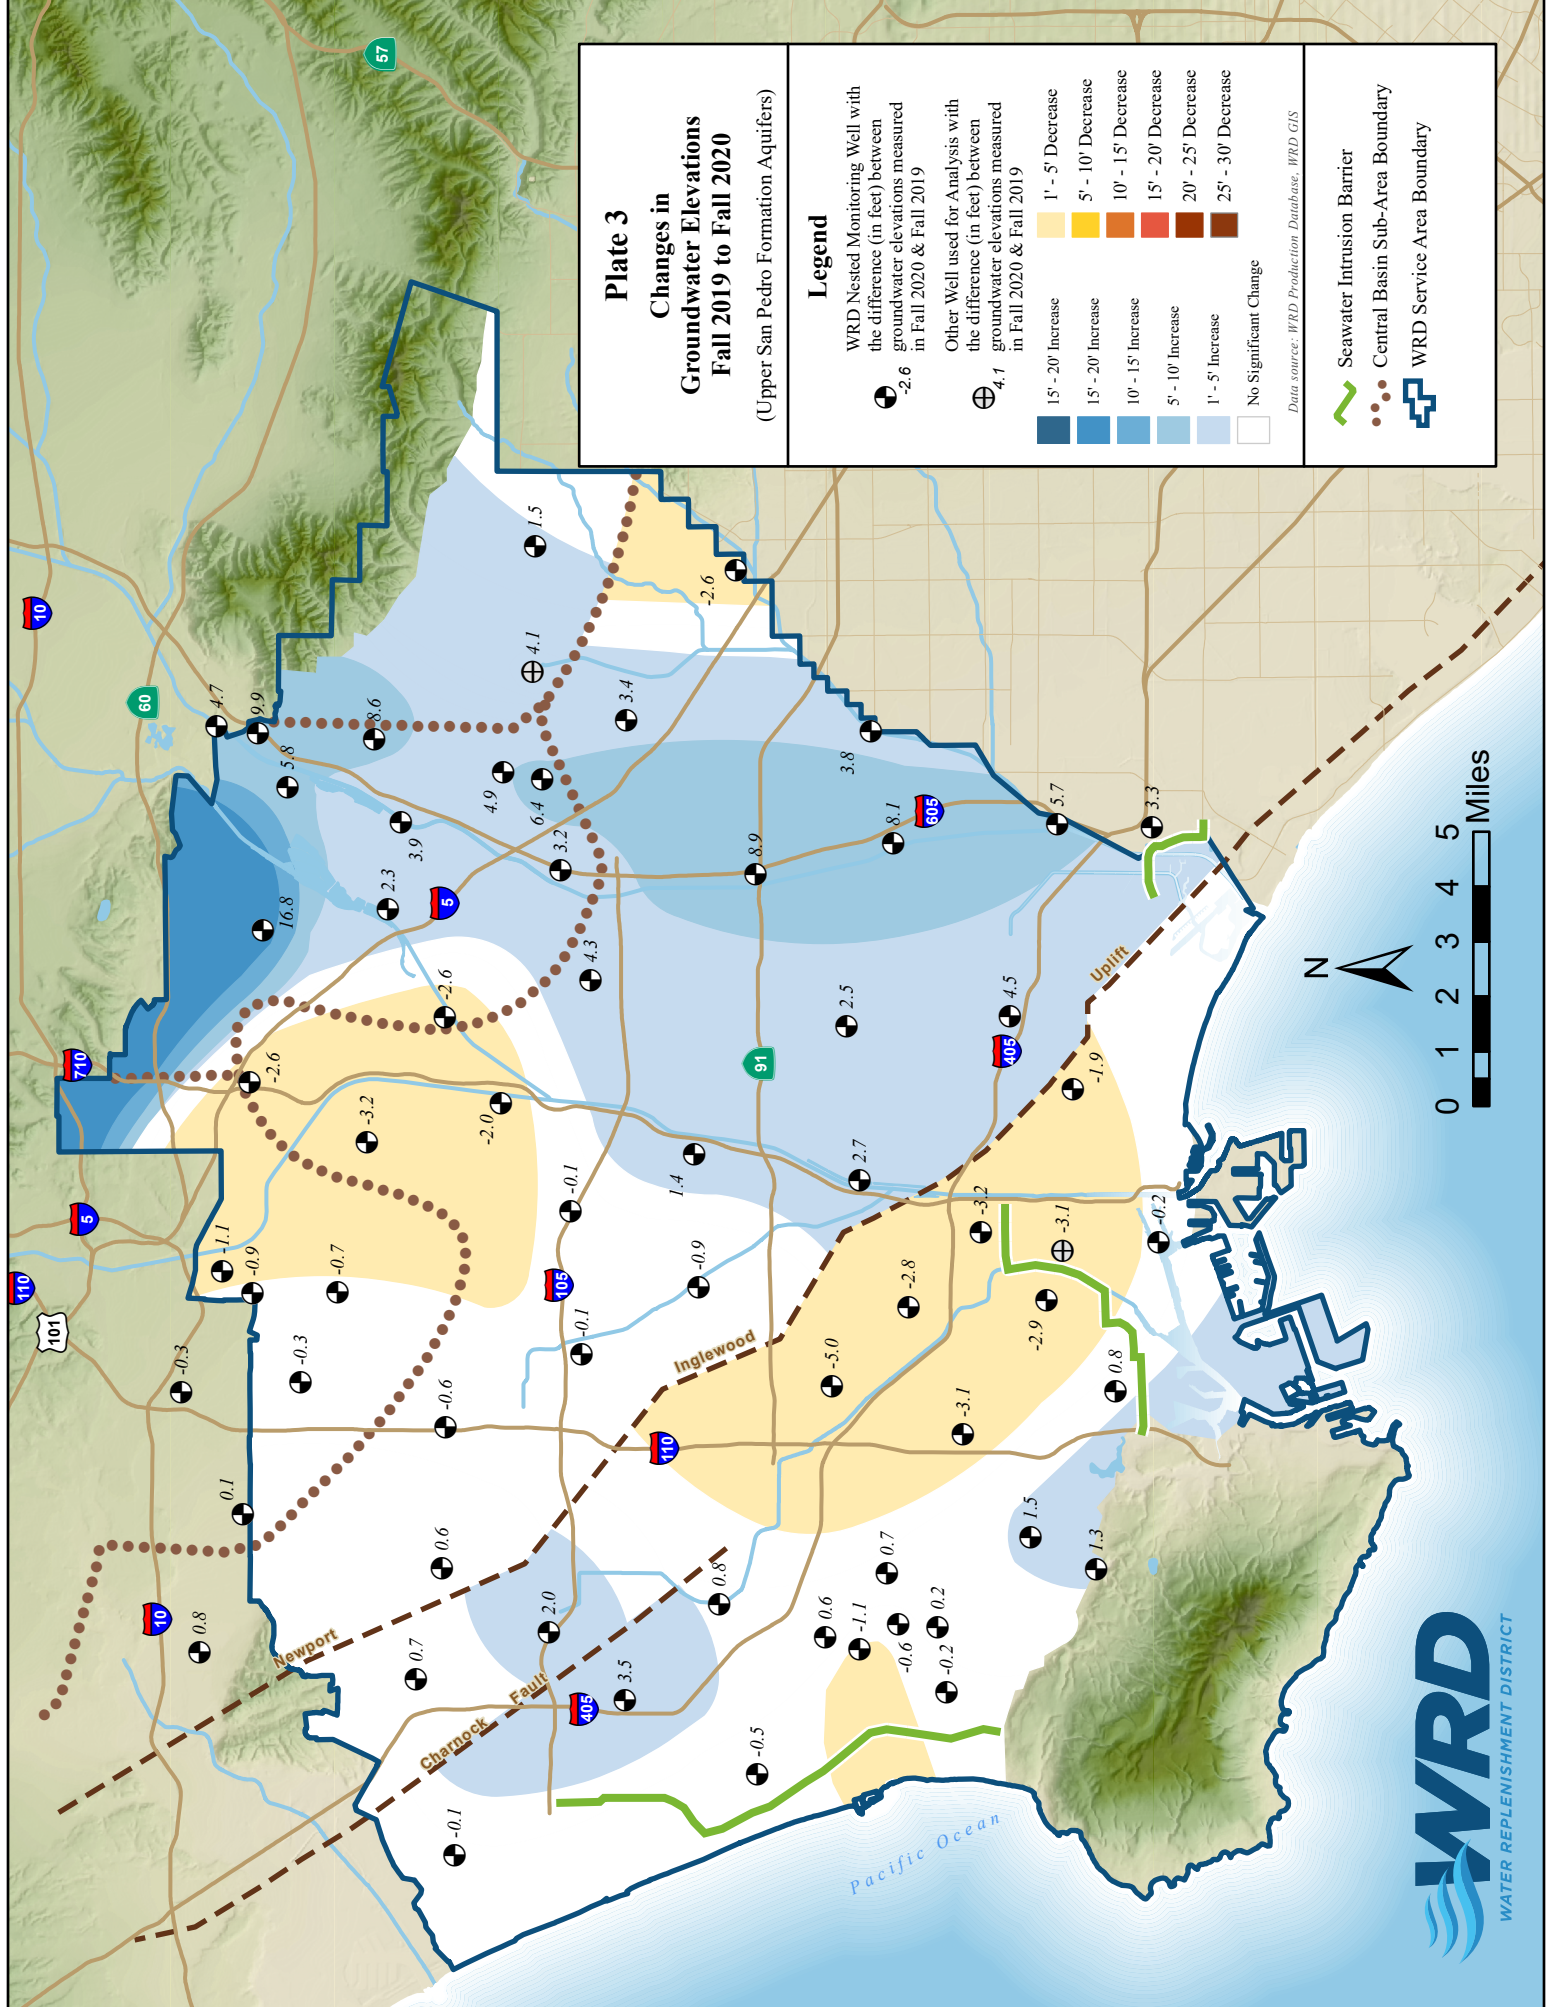 Plate 3
Changes in
Groundwater Elevations
Fall 2019 to Fall 2020
(Upper San Pedro Formation Aquifers)
Legend
-2.6
WRD Nested Monitoring Well with
the difference (in feet) between
groundwater elevations measured
in Fall 2020 & Fall 2019
4.1
Other Well used for Analysis with
the difference (in feet) between
groundwater elevations measured
in Fall 2020 & Fall 2019
15' - 20' Increase
15' - 20' Increase
10' - 15' Increase
5' - 10' Increase
1' - 5' Increase
No Significant Change
1' - 5' Decrease
5' - 10' Decrease
10' - 15' Decrease
15' - 20' Decrease
20' - 25' Decrease
25' - 30' Decrease
Data source: WRD Production Database, WRD GIS
Seawater Intrusion Barrier
Central Basin Sub-Area Boundary
WRD Service Area Boundary
57
10
60
710
5
110
101
10
5
605
91
105
405
110
405
4.7
9.9
8.6
5.8
4.9
6.4
3.9
3.2
2.3
16.8
1.5
4.1
3.4
-2.6
3.8
8.9
8.1
5.7
3.3
4.3
2.5
4.5
-2.6
-2.6
-3.2
-2.0
-0.1
1.4
2.7
-1.9
-1.1
-0.9
-0.7
-0.3
-0.3
-0.6
-0.1
-0.9
-3.2
-3.1
-0.2
-2.8
-2.9
-5.0
-3.1
0.8
0.1
0.6
0.8
0.7
2.0
3.5
0.8
0.6
-1.1
0.7
-0.6
0.2
-0.2
1.5
1.3
-0.5
-0.1
Newport
Inglewood
Uplift
Charnock
Fault
Pacific Ocean
N
0 1 2 3 4 5
Miles
WRD
WATER REPLENISHMENT DISTRICT